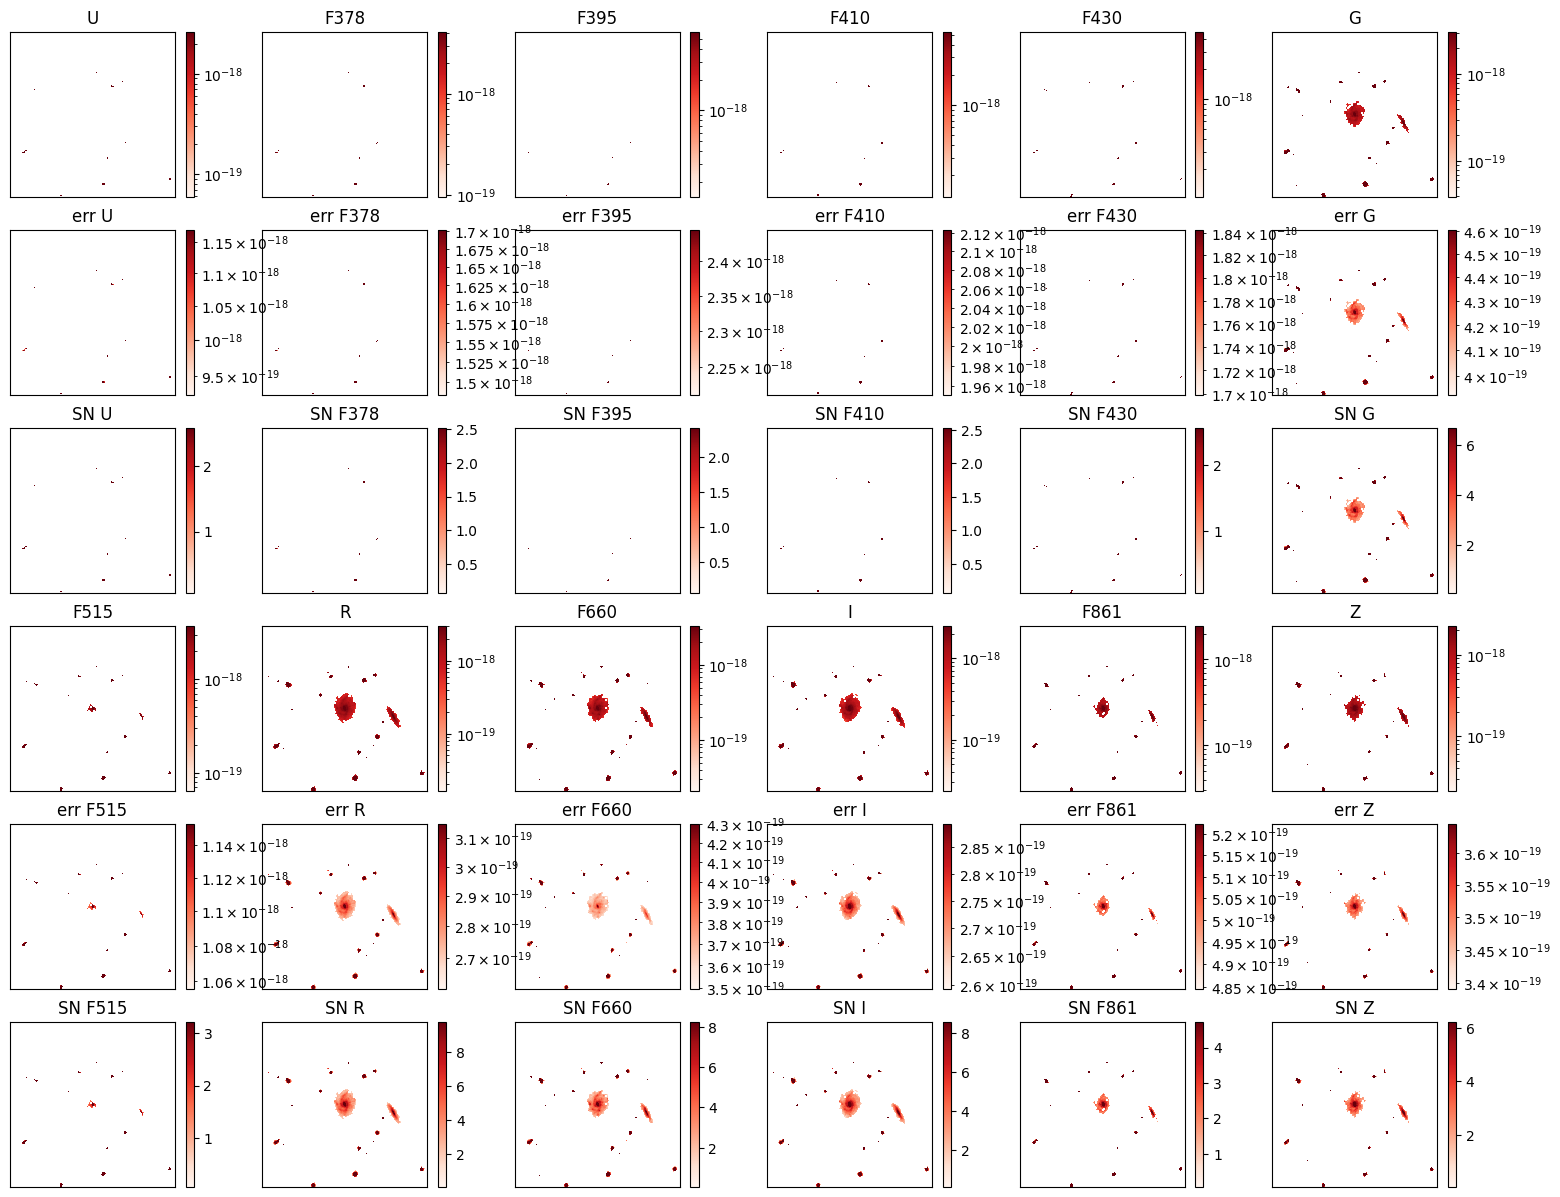 U F378 F395 F410 F430 G
10⁻¹⁸ 10⁻¹⁸ 10⁻¹⁸ 10⁻¹⁸ 10⁻¹⁸ 10⁻¹⁸
10⁻¹⁹ 10⁻¹⁹ 10⁻¹⁹
err U err F378 err F395 err F410 err F430 err G
1.15 × 10⁻¹⁸
1.1 × 10⁻¹⁸
1.05 × 10⁻¹⁸
1 × 10⁻¹⁸
9.5 × 10⁻¹⁹
1.7 × 10⁻¹⁸
1.675 × 10⁻¹⁸
1.65 × 10⁻¹⁸
1.625 × 10⁻¹⁸
1.6 × 10⁻¹⁸
1.575 × 10⁻¹⁸
1.55 × 10⁻¹⁸
1.525 × 10⁻¹⁸
1.5 × 10⁻¹⁸
2.4 × 10⁻¹⁸
2.35 × 10⁻¹⁸
2.3 × 10⁻¹⁸
2.25 × 10⁻¹⁸
2.12 × 10⁻¹⁸
2.1 × 10⁻¹⁸
2.08 × 10⁻¹⁸
2.06 × 10⁻¹⁸
2.04 × 10⁻¹⁸
2.02 × 10⁻¹⁸
2 × 10⁻¹⁸
1.98 × 10⁻¹⁸
1.96 × 10⁻¹⁸
1.84 × 10⁻¹⁸
1.82 × 10⁻¹⁸
1.8 × 10⁻¹⁸
1.78 × 10⁻¹⁸
1.76 × 10⁻¹⁸
1.74 × 10⁻¹⁸
1.72 × 10⁻¹⁸
1.7 × 10⁻¹⁸
4.6 × 10⁻¹⁹
4.5 × 10⁻¹⁹
4.4 × 10⁻¹⁹
4.3 × 10⁻¹⁹
4.2 × 10⁻¹⁹
4.1 × 10⁻¹⁹
4 × 10⁻¹⁹
SN U SN F378 SN F395 SN F410 SN F430 SN G
2
1
2.5
2.0
1.5
1.0
0.5
2.0
1.5
1.0
0.5
2.5
2.0
1.5
1.0
0.5
2
1
6
4
2
F515 R F660 I F861 Z
10⁻¹⁸ 10⁻¹⁸ 10⁻¹⁸ 10⁻¹⁸ 10⁻¹⁸ 10⁻¹⁸
10⁻¹⁹ 10⁻¹⁹ 10⁻¹⁹ 10⁻¹⁹ 10⁻¹⁹ 10⁻¹⁹
err F515 err R err F660 err I err F861 err Z
1.14 × 10⁻¹⁸
1.12 × 10⁻¹⁸
1.1 × 10⁻¹⁸
1.08 × 10⁻¹⁸
1.06 × 10⁻¹⁸
3.1 × 10⁻¹⁹
3 × 10⁻¹⁹
2.9 × 10⁻¹⁹
2.8 × 10⁻¹⁹
2.7 × 10⁻¹⁹
4.3 × 10⁻¹⁹
4.2 × 10⁻¹⁹
4.1 × 10⁻¹⁹
4 × 10⁻¹⁹
3.9 × 10⁻¹⁹
3.8 × 10⁻¹⁹
3.7 × 10⁻¹⁹
3.6 × 10⁻¹⁹
3.5 × 10⁻¹⁹
2.85 × 10⁻¹⁹
2.8 × 10⁻¹⁹
2.75 × 10⁻¹⁹
2.7 × 10⁻¹⁹
2.65 × 10⁻¹⁹
2.6 × 10⁻¹⁹
5.2 × 10⁻¹⁹
5.15 × 10⁻¹⁹
5.1 × 10⁻¹⁹
5.05 × 10⁻¹⁹
5 × 10⁻¹⁹
4.95 × 10⁻¹⁹
4.9 × 10⁻¹⁹
4.85 × 10⁻¹⁹
3.6 × 10⁻¹⁹
3.55 × 10⁻¹⁹
3.5 × 10⁻¹⁹
3.45 × 10⁻¹⁹
3.4 × 10⁻¹⁹
SN F515 SN R SN F660 SN I SN F861 SN Z
3
2
1
8
6
4
2
8
6
4
2
8
6
4
2
4
3
2
1
6
4
2